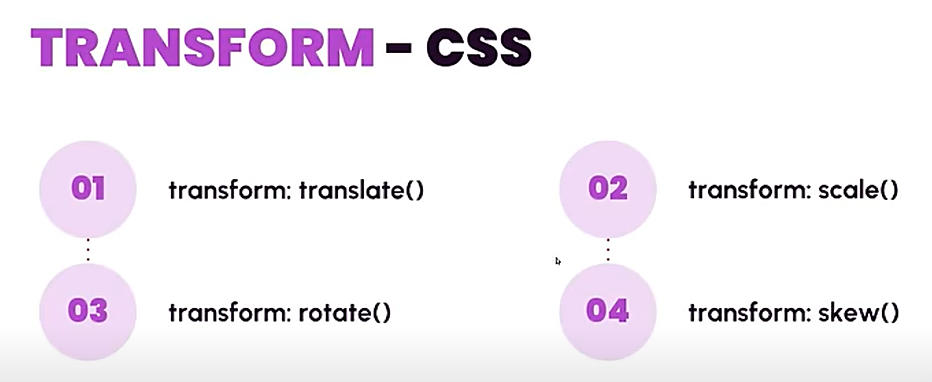 TRANSFORM - CSS
01 transform: translate()
02 transform: scale()
03 transform: rotate()
04 transform: skew()